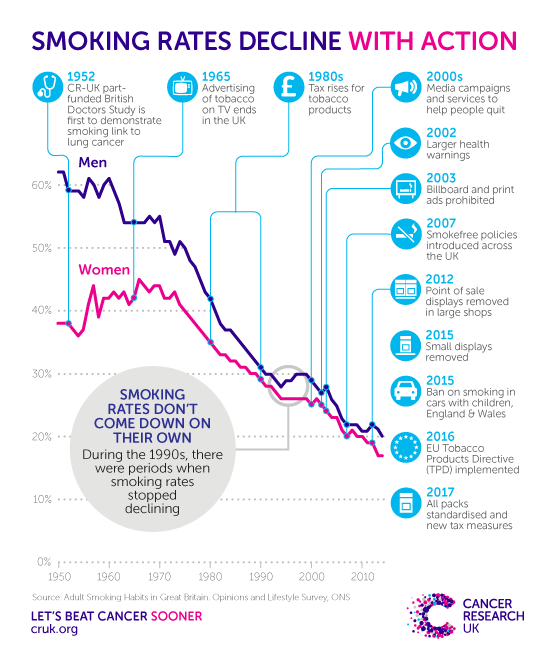 SMOKING RATES DECLINE WITH ACTION
1952
CR-UK part-
funded British
Doctors Study is
first to demonstrate
smoking link to
lung cancer
1965
Advertising
of tobacco
on TV ends
in the UK
1980s
Tax rises for
tobacco
products
2000s
Media campaigns
and services to
help people quit
2002
Larger health
warnings
2003
Billboard and print
ads prohibited
2007
Smokefree policies
introduced across
the UK
2012
Point of sale
displays removed
in large shops
2015
Small displays
removed
2015
Ban on smoking in
cars with children,
England & Wales
2016
EU Tobacco
Products Directive
(TPD) implemented
2017
All packs
standardised and
new tax measures
Men
Women
60%
50%
40%
30%
20%
10%
0%
SMOKING
RATES DON'T
COME DOWN ON
THEIR OWN
During the 1990s, there
were periods when
smoking rates
stopped
declining
1950
1960
1970
1980
1990
2000
2010
Source: Adult Smoking Habits in Great Britain. Opinions and Lifestyle Survey, ONS
LET'S BEAT CANCER SOONER
cruk.org
CANCER
RESEARCH
UK